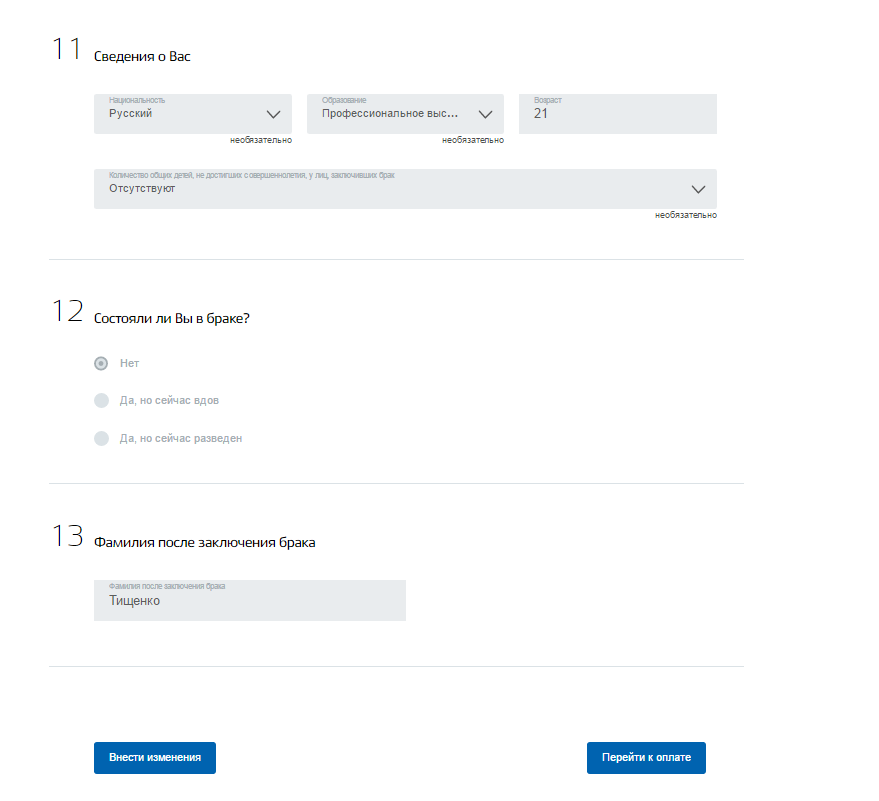 11 Сведения о Вас
Национальность Образование Возраст
Русский Профессиональное выс... 21
необязательно необязательно
Количество общих детей, не достигших совершеннолетия, у лиц, заключивших брак
Отсутствуют
необязательно
12 Состояли ли Вы в браке?
Нет
Да, но сейчас вдов
Да, но сейчас разведен
13 Фамилия после заключения брака
Фамилия после заключения брака
Тищенко
Внести изменения Перейти к оплате